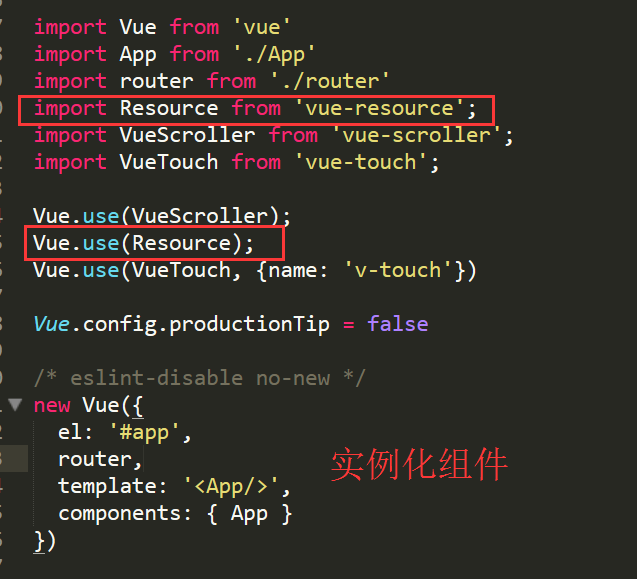 import Vue from 'vue'
import App from './App'
import router from './router'
import Resource from 'vue-resource';
import VueScroller from 'vue-scroller';
import VueTouch from 'vue-touch';
Vue.use(VueScroller);
Vue.use(Resource);
Vue.use(VueTouch, {name: 'v-touch'})
Vue.config.productionTip = false
/* eslint-disable no-new */
new Vue({
el: '#app',
router,
template: '<App/>',
components: { App }
})
实例化组件